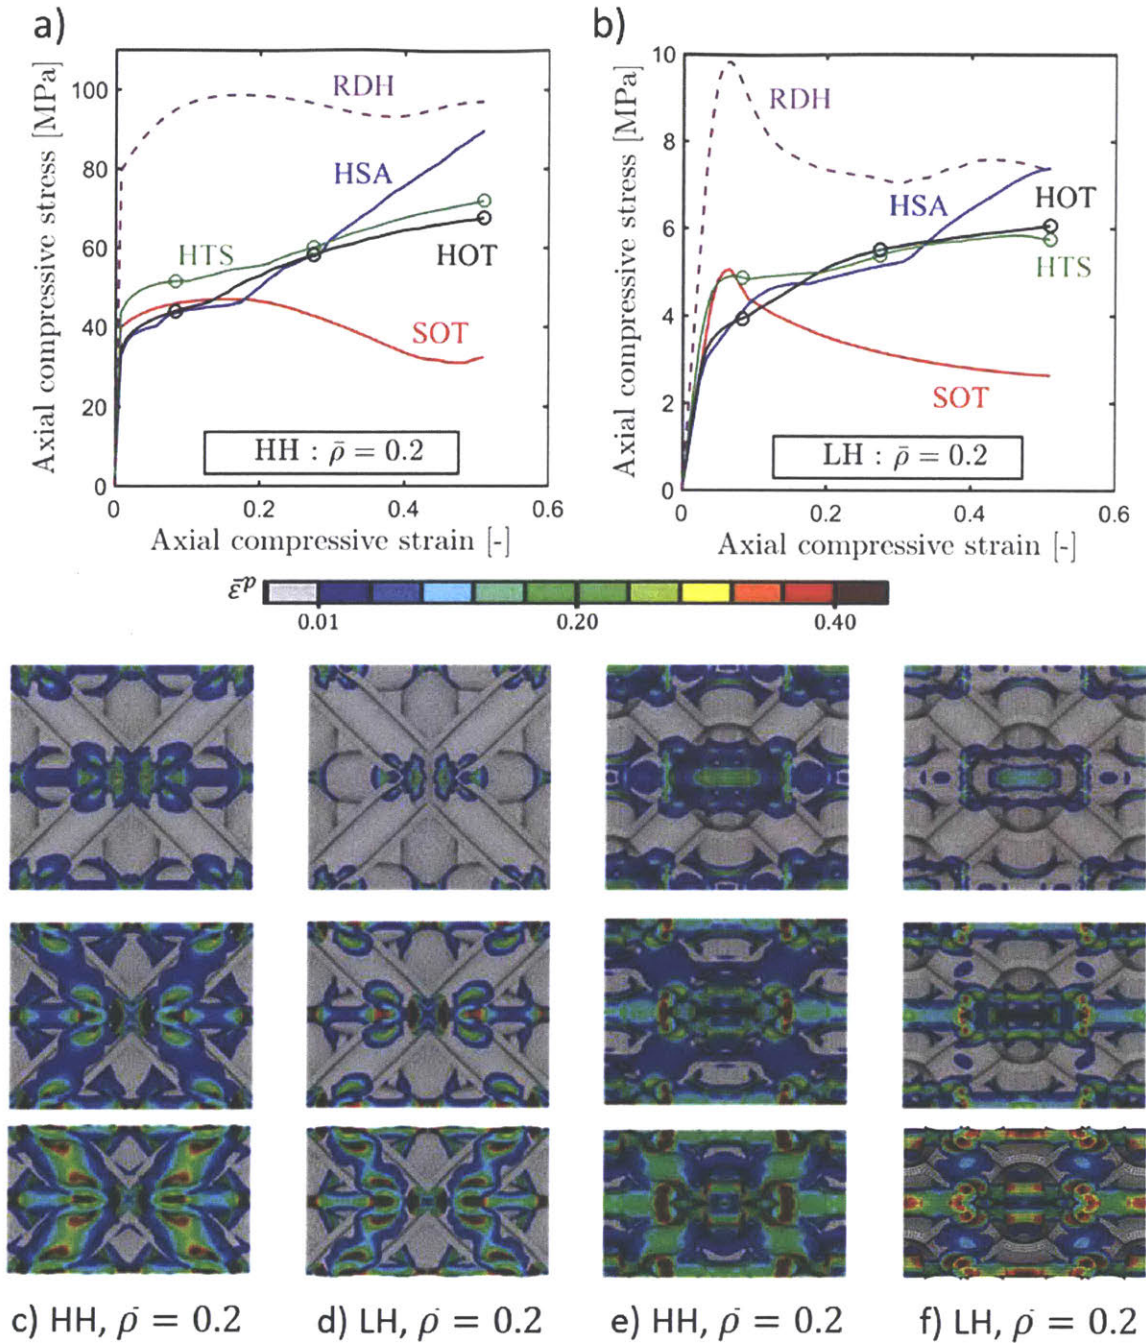 a)
Axial compressive stress [MPa]
100
80
60
40
20
0
RDH
HSA
HTS
HOT
SOT
HH : ρ̄ = 0.2
0
0.2
0.4
0.6
Axial compressive strain [-]
b)
Axial compressive stress [MPa]
10
8
6
4
2
0
RDH
HSA
HOT
HTS
SOT
LH : ρ̄ = 0.2
0
0.2
0.4
0.6
Axial compressive strain [-]
ε̄ᵖ
0.01
0.20
0.40
c) HH, ρ̄ = 0.2
d) LH, ρ̄ = 0.2
e) HH, ρ̄ = 0.2
f) LH, ρ̄ = 0.2